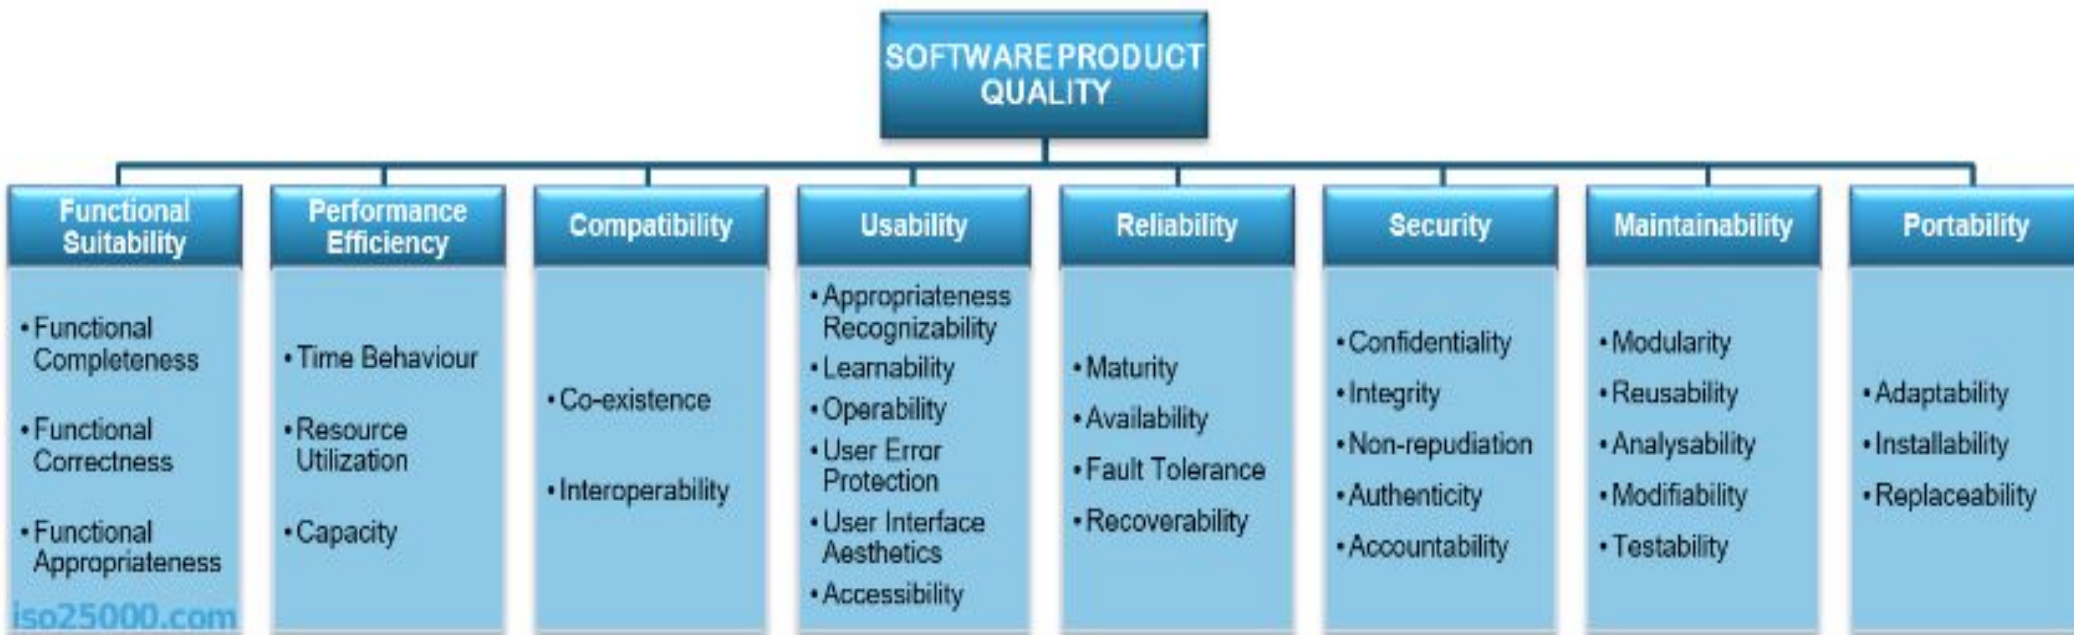 SOFTWARE PRODUCT
QUALITY
Functional
Suitability
• Functional
Completeness
• Functional
Correctness
• Functional
Appropriateness
iso25000.com
Performance
Efficiency
• Time Behaviour
• Resource
Utilization
• Capacity
Compatibility
• Co-existence
• Interoperability
Usability
• Appropriateness
Recognizability
• Learnability
• Operability
• User Error
Protection
• User Interface
Aesthetics
• Accessibility
Reliability
• Maturity
• Availability
• Fault Tolerance
• Recoverability
Security
• Confidentiality
• Integrity
• Non-repudiation
• Authenticity
• Accountability
Maintainability
• Modularity
• Reusability
• Analysability
• Modifiability
• Testability
Portability
• Adaptability
• Installability
• Replaceability